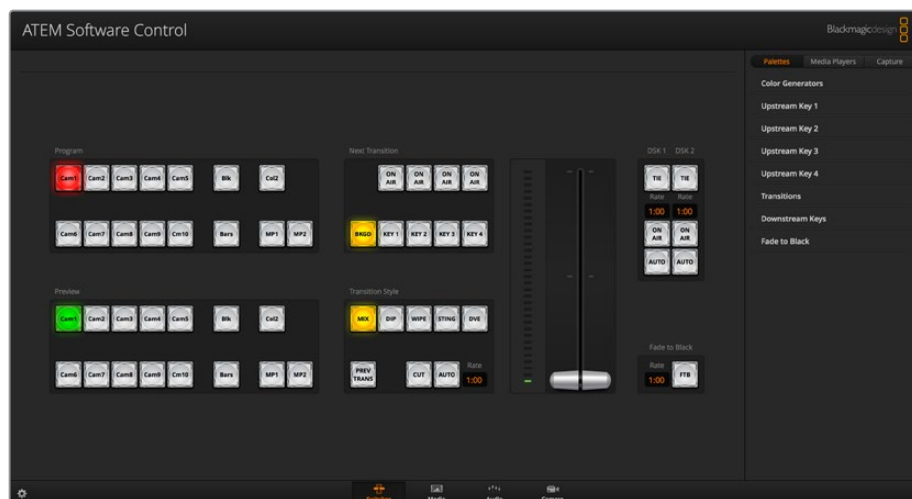 ATEM Software Control
Blackmagicdesign
Palettes Media Players Capture
Color Generators
Upstream Key 1
Upstream Key 2
Upstream Key 3
Upstream Key 4
Transitions
Downstream Keys
Fade to Black
Program
Cam1 Cam2 Cam3 Cam4 Cam5 Blk Col2
Cam6 Cam7 Cam8 Cam9 Cm10 Bars MP1 MP2
Next Transition
ON AIR ON AIR ON AIR ON AIR
BKGD KEY 1 KEY 2 KEY 3 KEY 4
DSK 1 DSK 2
TIE TIE
Rate Rate
1:00 1:00
ON AIR ON AIR
AUTO AUTO
Preview
Cam1 Cam2 Cam3 Cam4 Cam5 Blk Col2
Cam6 Cam7 Cam8 Cam9 Cm10 Bars MP1 MP2
Transition Style
MIX DIP WIPE STING DVE
PREV TRANS CUT AUTO Rate
1:00
Fade to Black
Rate
1:00 FTB